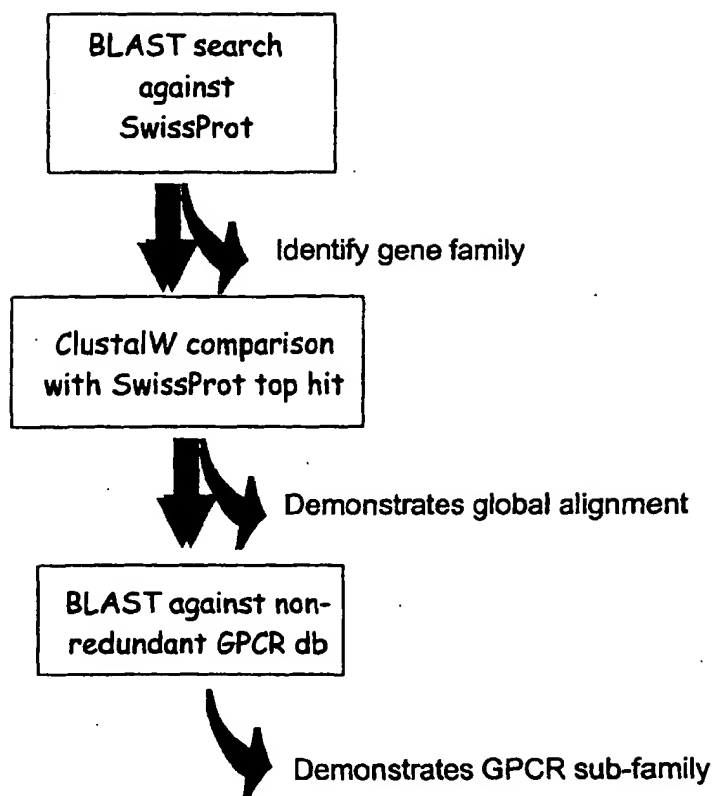 BLAST search
against
SwissProt
Identify gene family
ClustalW comparison
with SwissProt top hit
Demonstrates global alignment
BLAST against non-
redundant GPCR db
Demonstrates GPCR sub-family